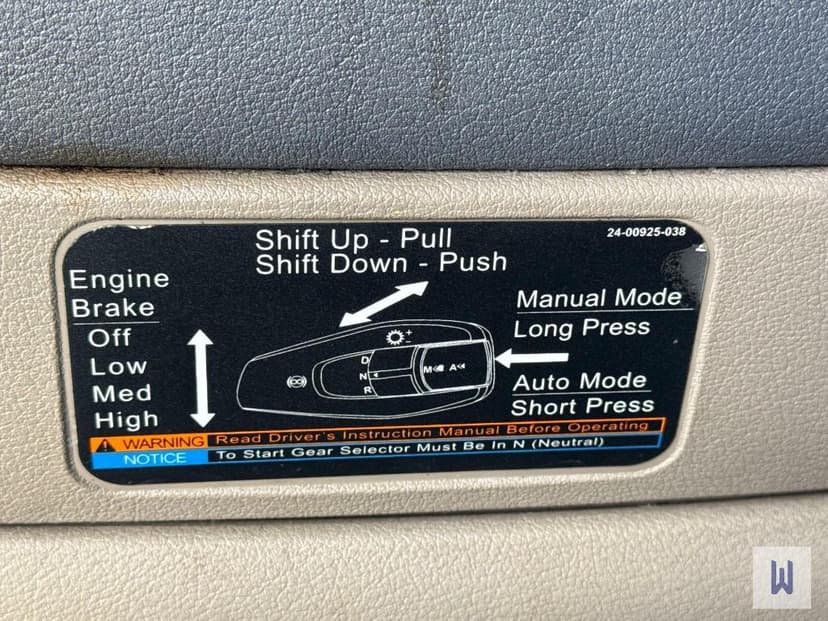 24-00925-038
Shift Up - Pull
Shift Down - Push
Engine
Brake
Off
Low
Med
High
Manual Mode
Long Press
Auto Mode
Short Press
+
-
D
N
R
M A
WARNING Read Driver's Instruction Manual Before Operating
NOTICE To Start Gear Selector Must Be In N (Neutral)
W